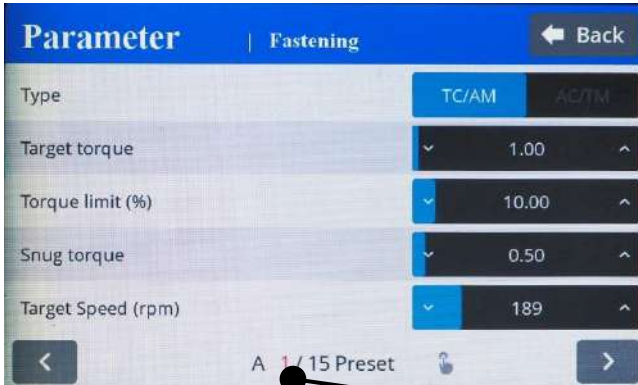 Parameter | Fastening Back
Type TC/AM AC/TM
Target torque 1.00
Torque limit (%) 10.00
Snug torque 0.50
Target Speed (rpm) 189
A 1 / 15 Preset